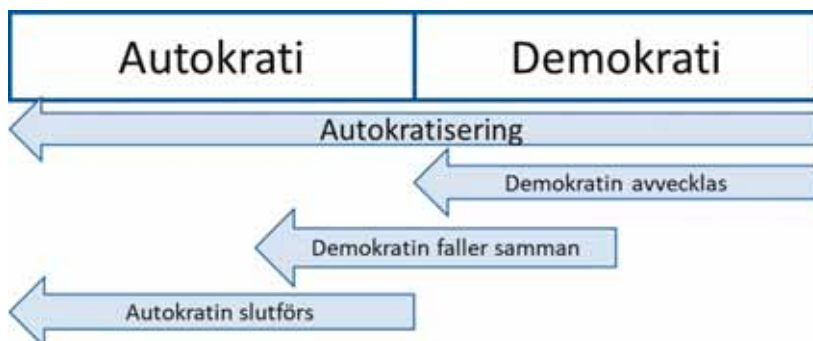 Autokrati
Demokrati
Autokratisering
Demokratin avvecklas
Demokratin faller samman
Autokratin slutförs